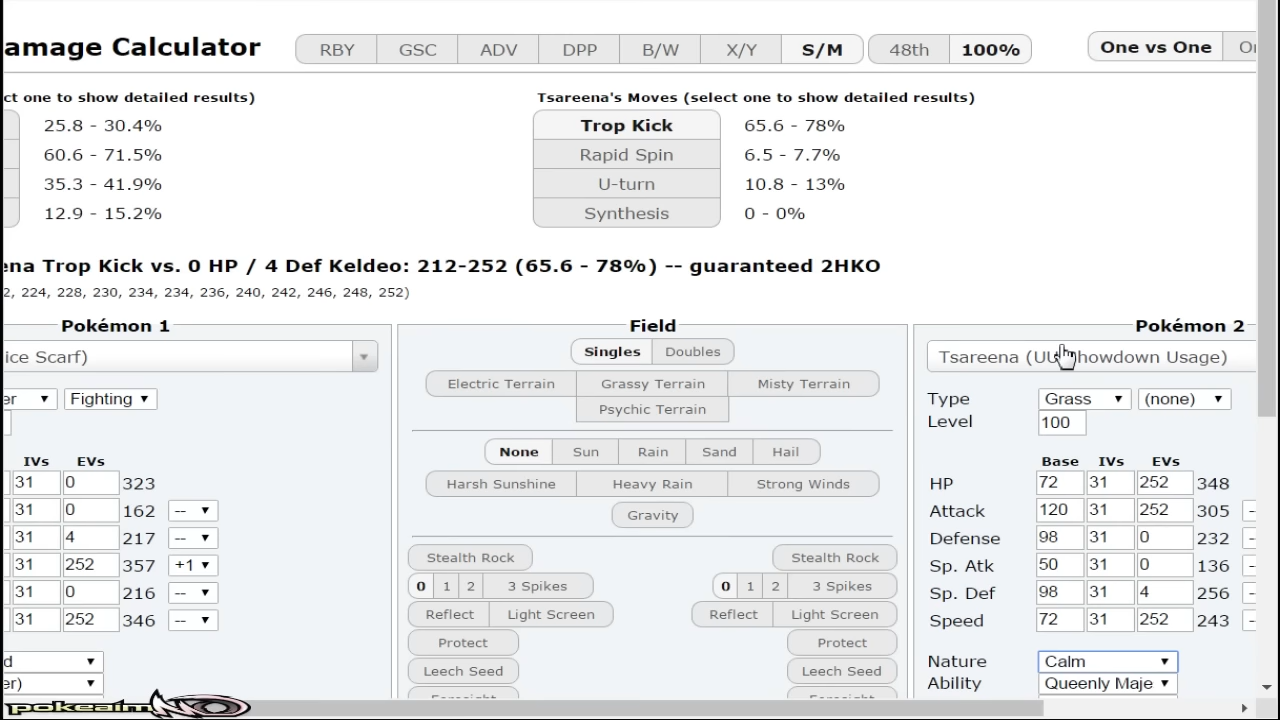 amage Calculator RBY GSC ADV DPP B/W X/Y S/M 48th 100% One vs One
ct one to show detailed results) Tsareena's Moves (select one to show detailed results)
25.8 - 30.4% Trop Kick 65.6 - 78%
60.6 - 71.5% Rapid Spin 6.5 - 7.7%
35.3 - 41.9% U-turn 10.8 - 13%
12.9 - 15.2% Synthesis 0 - 0%
ena Trop Kick vs. 0 HP / 4 Def Keldeo: 212-252 (65.6 - 78%) -- guaranteed 2HKO
2, 224, 228, 230, 234, 234, 236, 240, 242, 246, 248, 252)
Pokémon 1 Field Pokémon 2
ice Scarf) Singles Doubles Tsareena (UU Showdown Usage)
Electric Terrain Grassy Terrain Misty Terrain
er Fighting Type Grass (none)
Psychic Terrain
Level 100
None Sun Rain Sand Hail
IVs EVs Base IVs EVs
31 0 323 Harsh Sunshine Heavy Rain Strong Winds HP 72 31 252 348
31 0 162 -- Gravity Attack 120 31 252 305 --
31 4 217 -- Defense 98 31 0 232
Stealth Rock Stealth Rock
31 252 357 +1 Sp. Atk 50 31 0 136 --
0 1 2 3 Spikes 0 1 2 3 Spikes
31 0 216 -- Sp. Def 98 31 4 256 --
Reflect Light Screen Reflect Light Screen
31 252 346 -- Speed 72 31 252 243 --
Protect Protect
d Nature Calm
Leech Seed Leech Seed
er) Ability Queenly Maje
Foresight Foresight
pokeaimMD